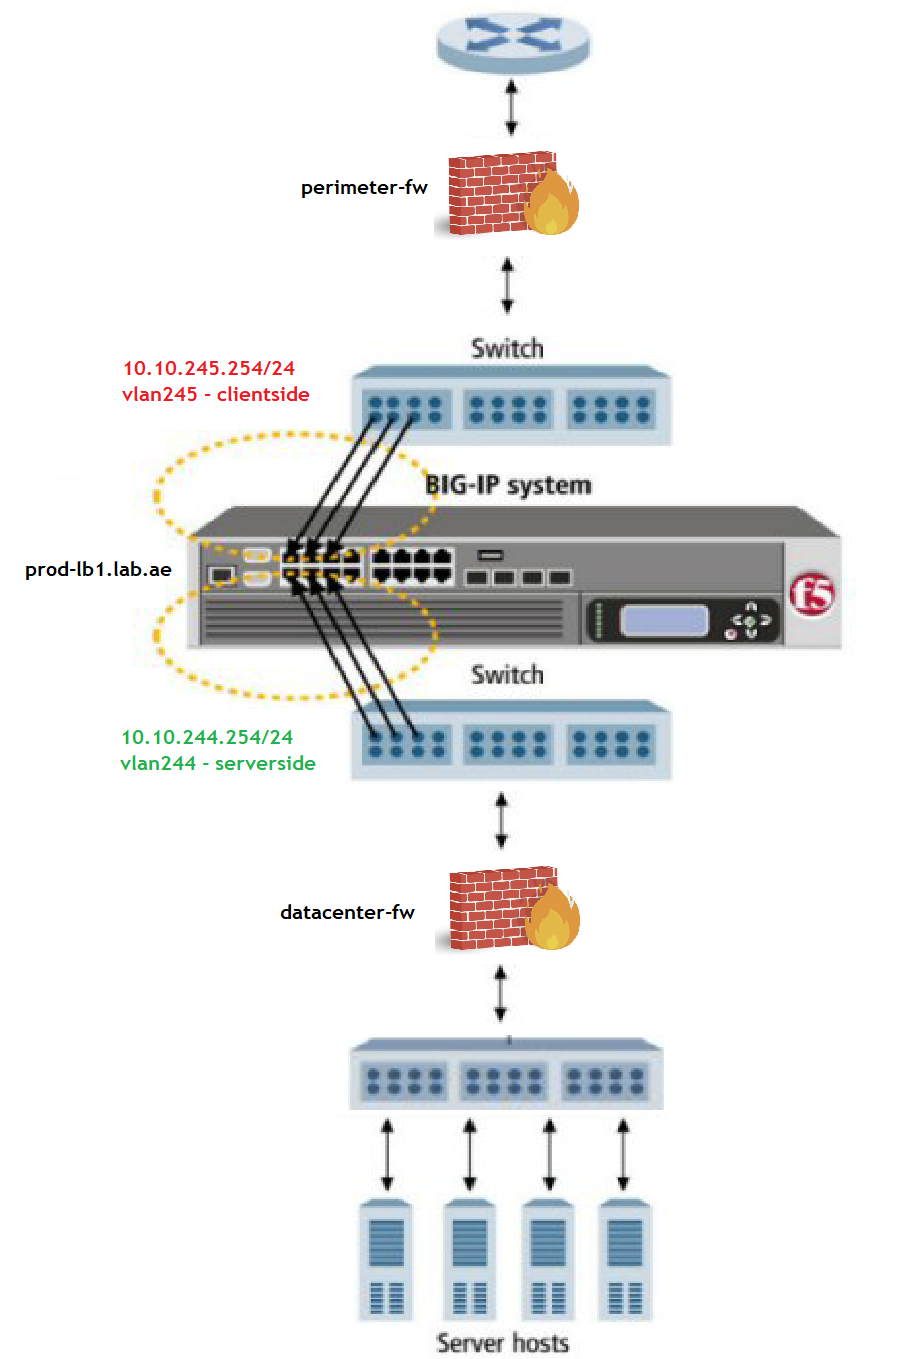 perimeter-fw
Switch
10.10.245.254/24
vlan245 - clientside
BIG-IP system
prod-lb1.lab.ae
f5
Switch
10.10.244.254/24
vlan244 - serverside
datacenter-fw
Server hosts